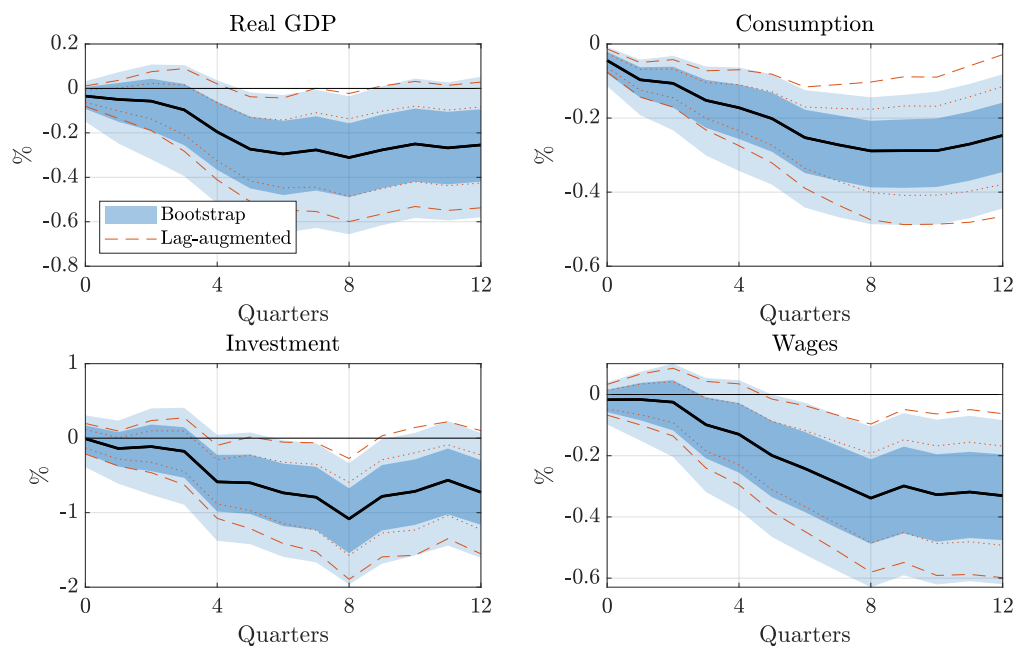 Real GDP
0.2
0
-0.2
-0.4
-0.6
-0.8
%
Bootstrap
Lag-augmented
0 4 8 12
Quarters
Consumption
0
-0.2
-0.4
-0.6
%
0 4 8 12
Quarters
Investment
1
0
-1
-2
%
0 4 8 12
Quarters
Wages
0
-0.2
-0.4
-0.6
%
0 4 8 12
Quarters